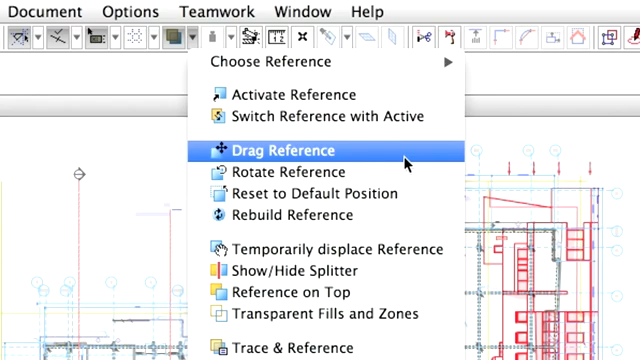 Document Options Teamwork Window Help
Choose Reference
Activate Reference
Switch Reference with Active
Drag Reference
Rotate Reference
Reset to Default Position
Rebuild Reference
Temporarily displace Reference
Show/Hide Splitter
Reference on Top
Transparent Fills and Zones
Trace & Reference